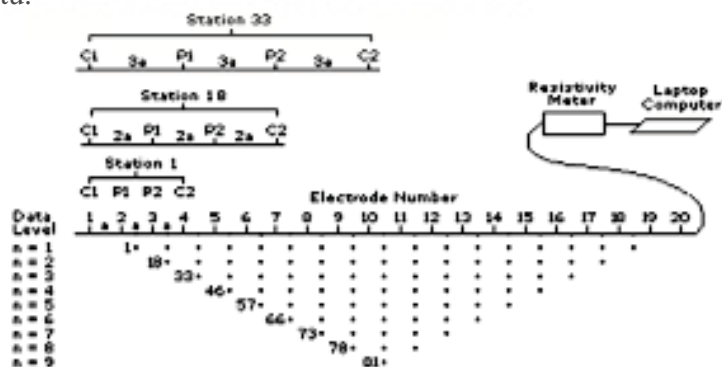 Station 33
C1 3a P1 3a P2 3a C2
Station 18
C1 2a P1 2a P2 2a C2
Station 1
C1 P1 P2 C2
Resistivity Meter
Laptop Computer
Electrode Number
Data Level
1 2 3 4 5 6 7 8 9 10 11 12 13 14 15 16 17 18 19 20
a a a
n = 1 1
n = 2 18
n = 3 33
n = 4 46
n = 5 57
n = 6 66
n = 7 73
n = 8 78
n = 9 81